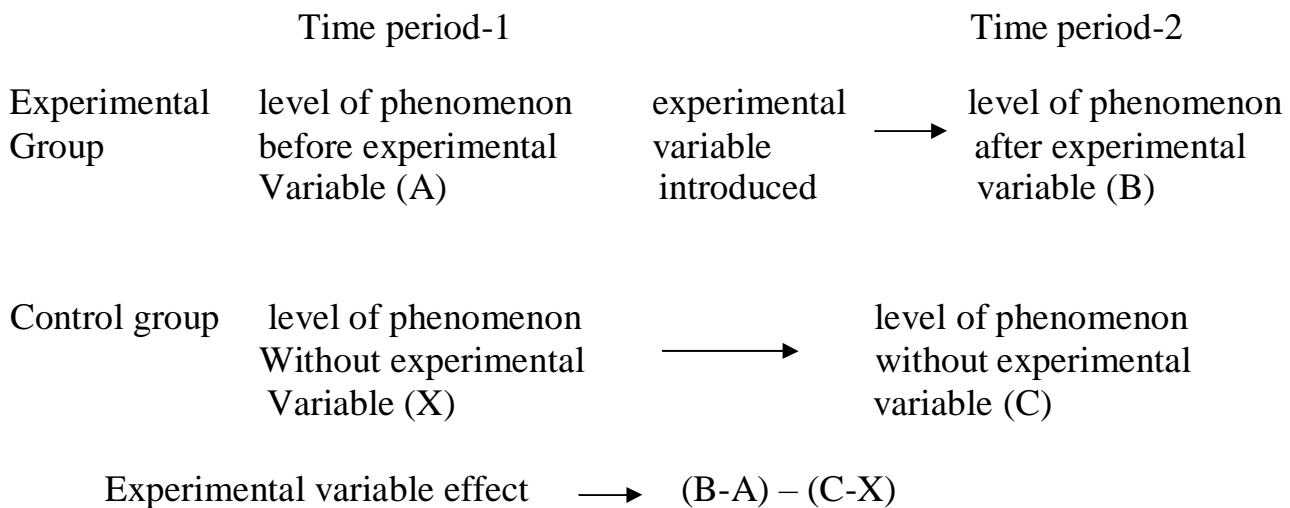 Time period-1 Time period-2
Experimental level of phenomenon experimental level of phenomenon
Group before experimental variable after experimental
Variable (A) introduced variable (B)
Control group level of phenomenon level of phenomenon
Without experimental without experimental
Variable (X) variable (C)
Experimental variable effect (B-A) – (C-X)